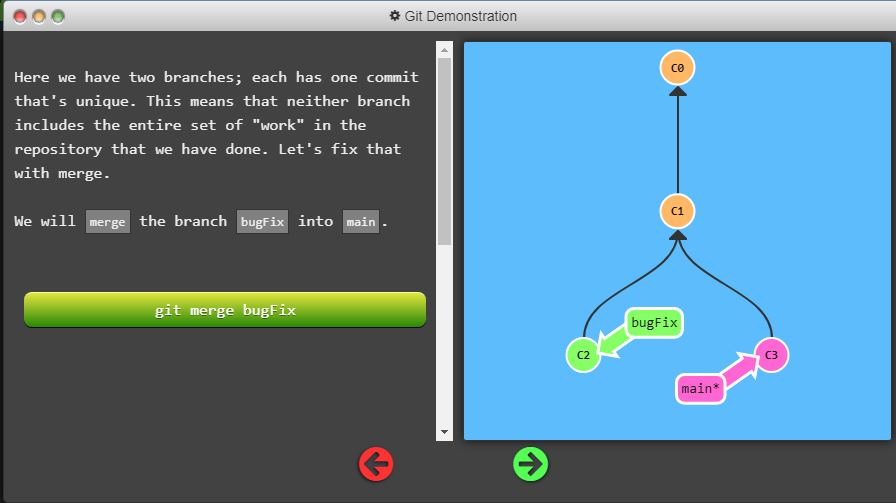 Git Demonstration
Here we have two branches; each has one commit
that's unique. This means that neither branch
includes the entire set of "work" in the
repository that we have done. Let's fix that
with merge.
We will merge the branch bugFix into main.
git merge bugFix
C0
C1
bugFix
C2
C3
main*